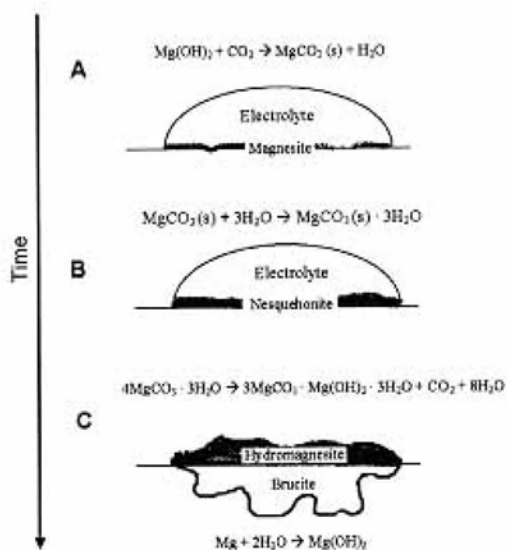 Time
A
Mg(OH)₂ + CO₂ → MgCO₃ (s) + H₂O
Electrolyte
Magnesite
B
MgCO₃ (s) + 3H₂O → MgCO₃ (s) · 3H₂O
Electrolyte
Nesquehonite
C
4MgCO₃ · 3H₂O → 3MgCO₃ · Mg(OH)₂ · 3H₂O + CO₂ + 8H₂O
Hydromagnesite
Brucite
Mg + 2H₂O → Mg(OH)₂